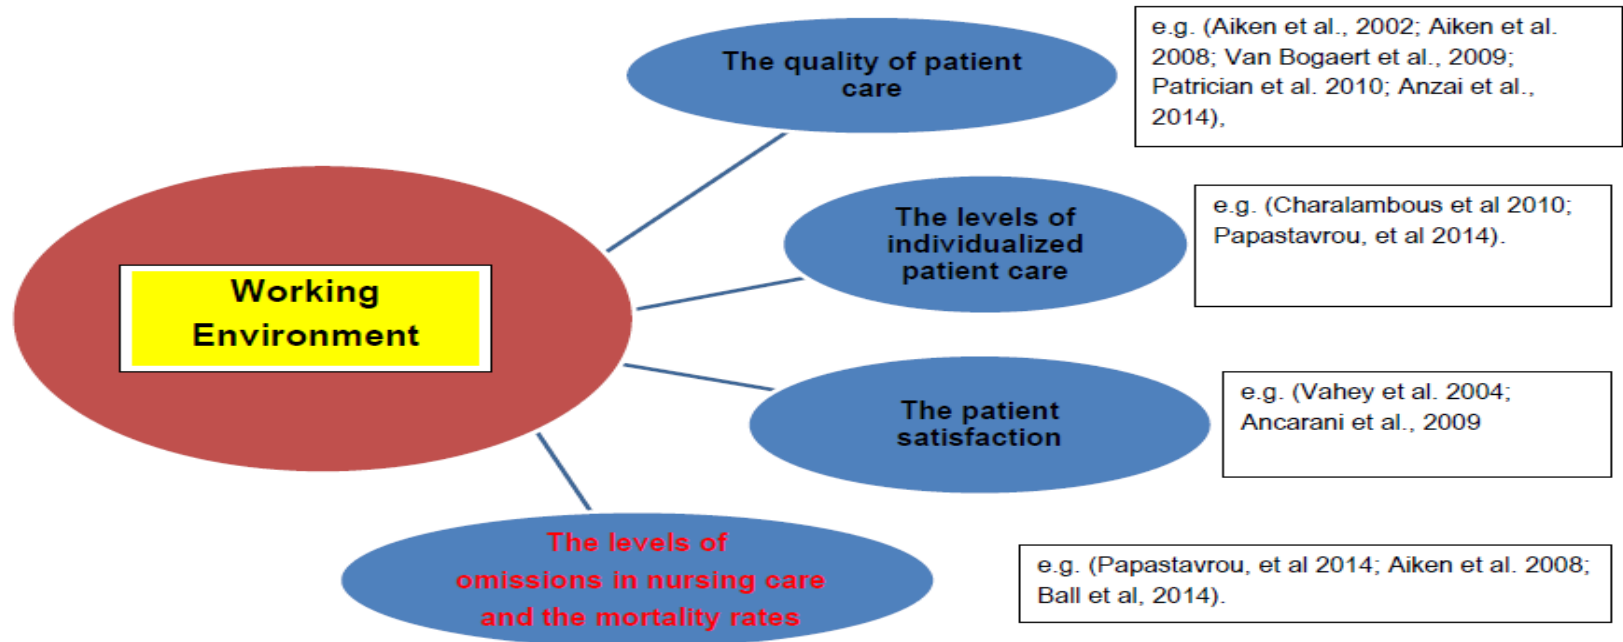 The quality of patient
care
e.g. (Aiken et al., 2002; Aiken et al.
2008; Van Bogaert et al., 2009;
Patrician et al. 2010; Anzai et al.,
2014),
The levels of
individualized
patient care
e.g. (Charalambous et al 2010;
Papastavrou, et al 2014).
Working
Environment
The patient
satisfaction
e.g. (Vahey et al. 2004;
Ancarani et al., 2009
The levels of
omissions in nursing care
and the mortality rates
e.g. (Papastavrou, et al 2014; Aiken et al. 2008;
Ball et al, 2014).